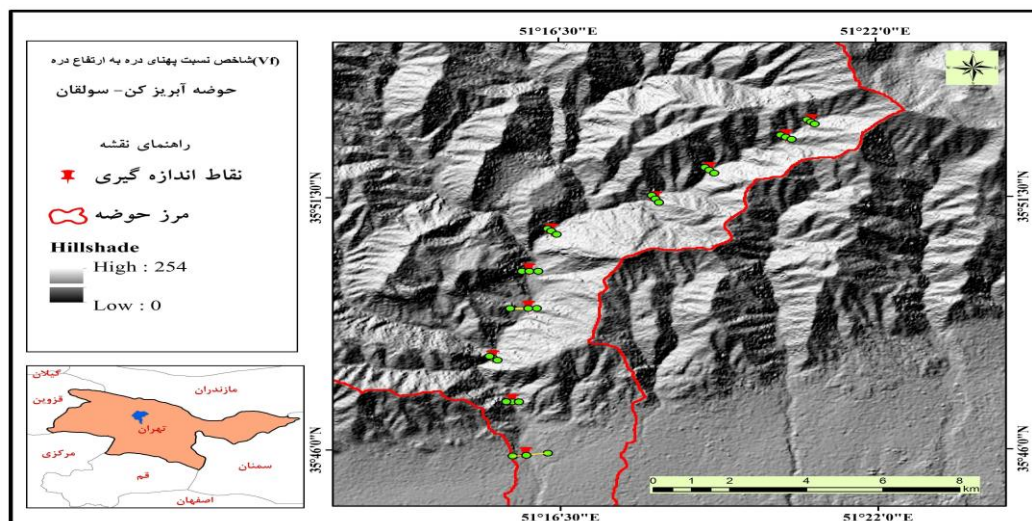 (Vf)شاخص نسبت پهنای دره به ارتفاع دره
حوضه آبریز کن - سولقان
راهنمای نقشه
نقاط اندازه گیری
مرز حوضه
Hillshade
High : 254
Low : 0
گیلان
مازندران
قزوین
تهران
مرکزی
سمنان
قم
اصفهان
51°16'30"E
51°22'0"E
35°51'30"N
35°51'30"N
35°46'0"N
35°46'0"N
0 2 4 6 8
km
51°16'30"E
51°22'0"E